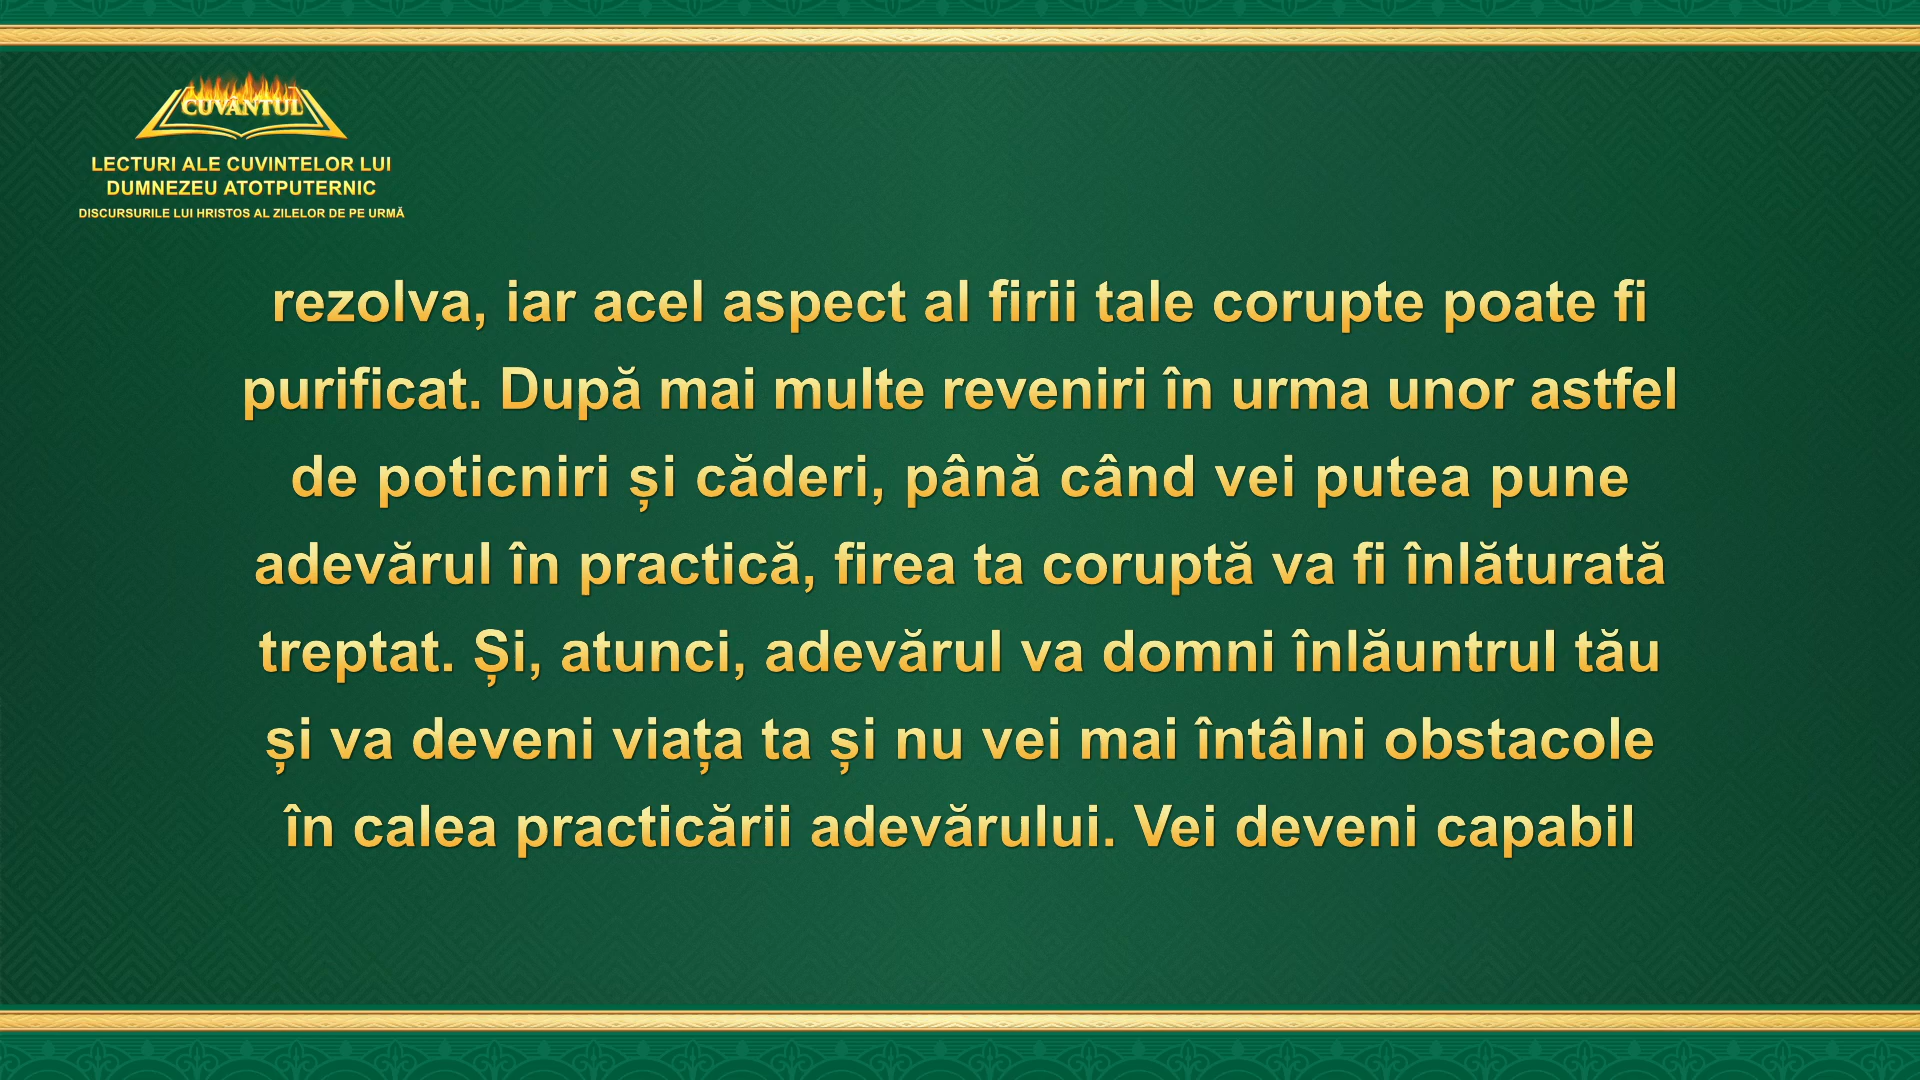 CUVÂNTUL
LECTURI ALE CUVINTELOR LUI
DUMNEZEU ATOTPUTERNIC
DISCURSURILE LUI HRISTOS AL ZILELOR DE PE URMĂ
rezolva, iar acel aspect al firii tale corupte poate fi
purificat. După mai multe reveniri în urma unor astfel
de poticniri și căderi, până când vei putea pune
adevărul în practică, firea ta coruptă va fi înlăturată
treptat. Și, atunci, adevărul va domni înlăuntrul tău
și va deveni viața ta și nu vei mai întâlni obstacole
în calea practicării adevărului. Vei deveni capabil